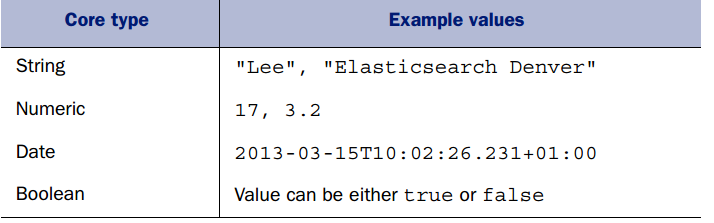 Core type Example values
String "Lee", "Elasticsearch Denver"
Numeric 17, 3.2
Date 2013-03-15T10:02:26.231+01:00
Boolean Value can be either true or false